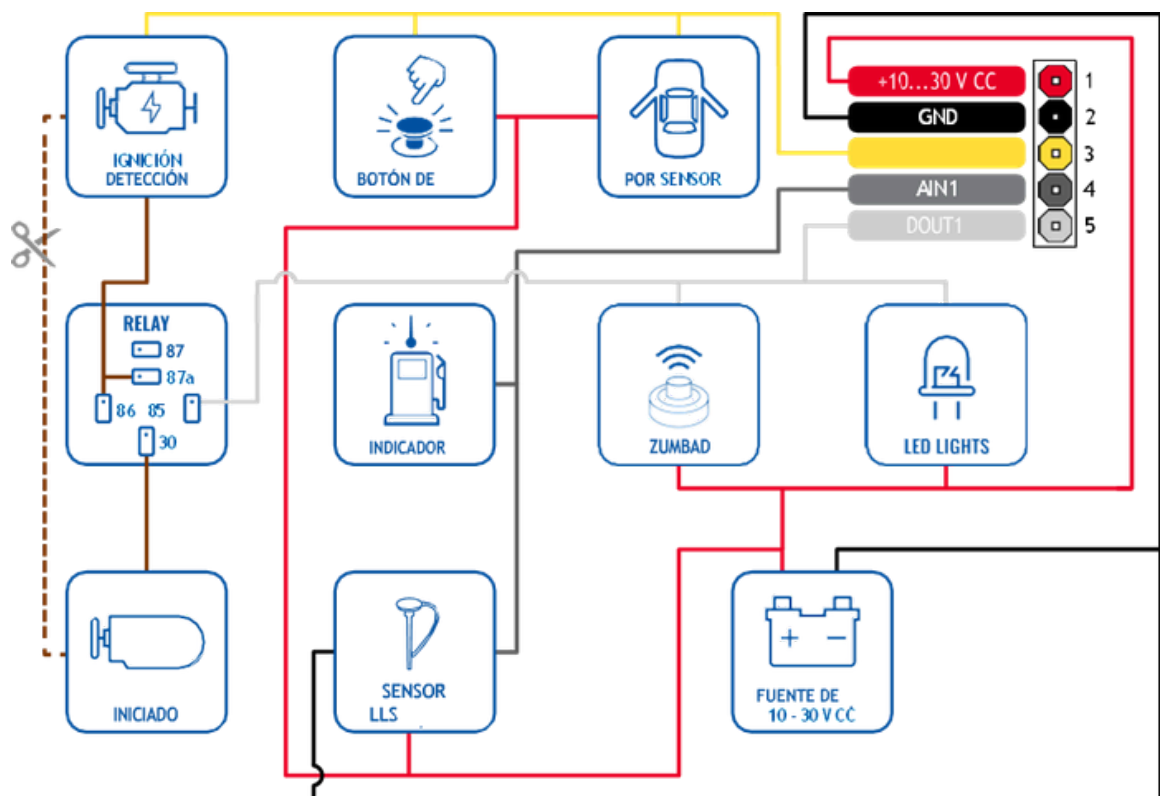 IGNICIÓN
DETECCIÓN
BOTÓN DE
POR SENSOR
+10...30 V CC
1
GND
2
3
AIN1
4
DOUT1
5
RELAY
87
87a
86
85
30
INDICADOR
ZUMBAD
LED LIGHTS
INICIADO
SENSOR
LLS
+
−
FUENTE DE
10 - 30 V CC